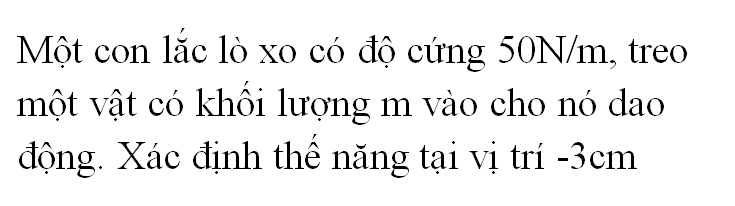 Một con lắc lò xo có độ cứng 50N/m, treo
một vật có khối lượng m vào cho nó dao
động. Xác định thế năng tại vị trí -3cm